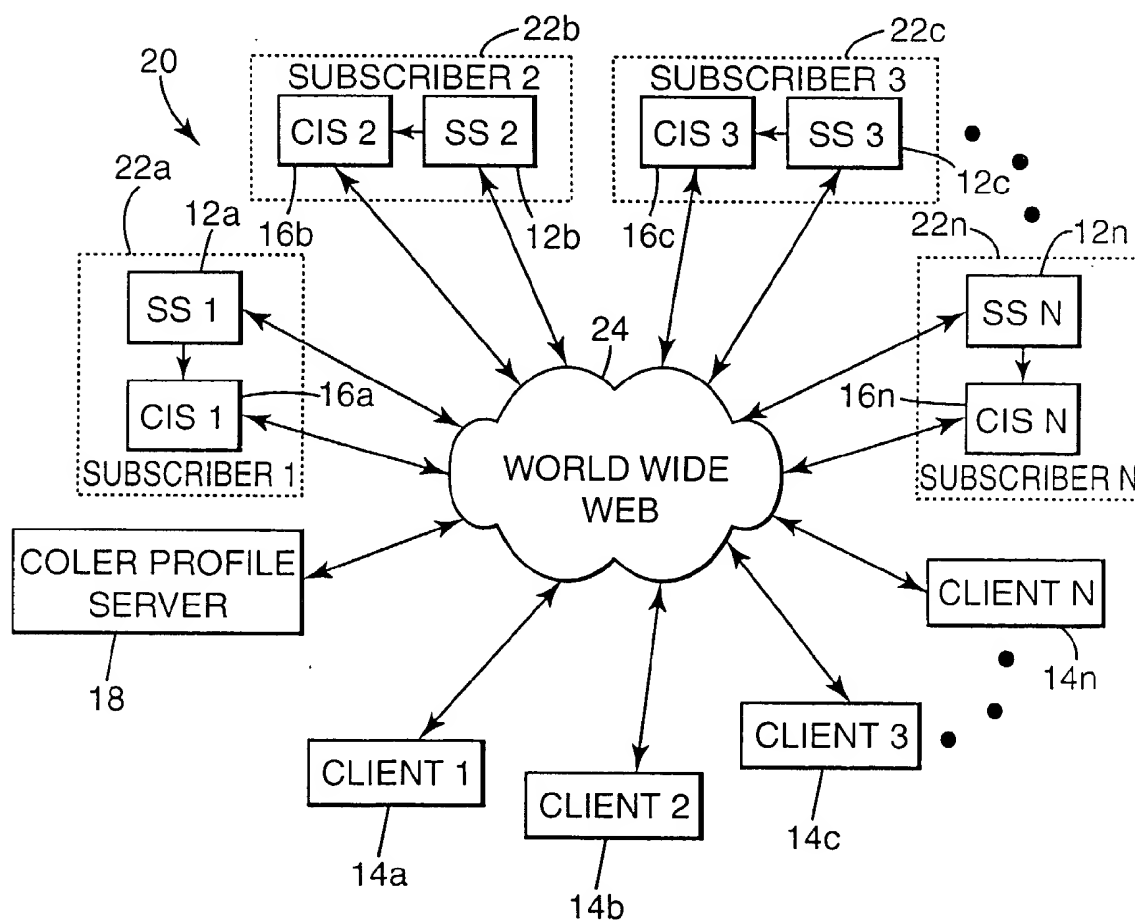 22b
22c
20
SUBSCRIBER 2
SUBSCRIBER 3
CIS 2
SS 2
CIS 3
SS 3
22a
12c
12a
16b
12b
16c
22n
12n
SS 1
SS N
24
16a
16n
CIS 1
CIS N
SUBSCRIBER 1
SUBSCRIBER N
WORLD WIDE
WEB
COLER PROFILE
SERVER
CLIENT N
18
14n
CLIENT 3
CLIENT 1
CLIENT 2
14c
14a
14b